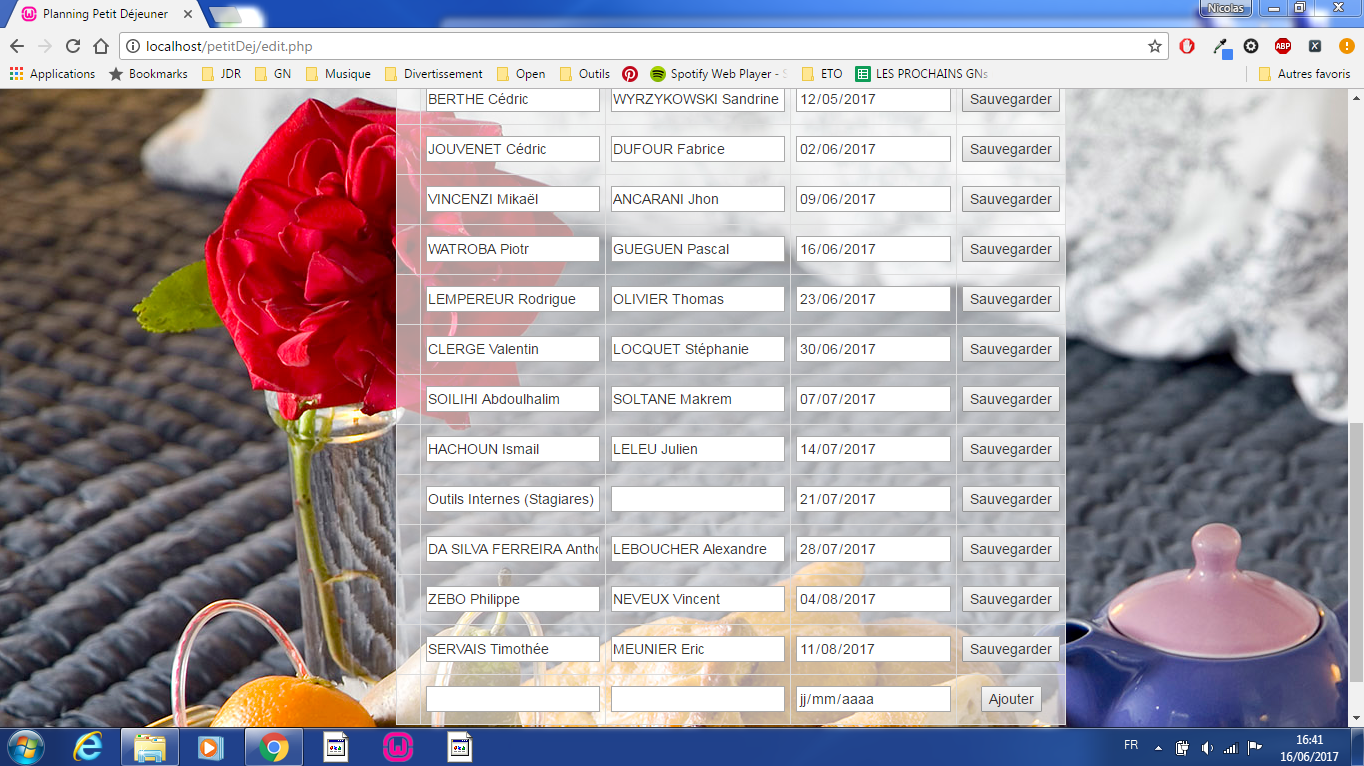 Planning Petit Déjeuner
Nicolas
localhost/petitDej/edit.php
ABP
Applications Bookmarks JDR GN Musique Divertissement Open Outils Spotify Web Player - S ETO LES PROCHAINS GNs Autres favoris
BERTHE Cédric WYRZYKOWSKI Sandrine 12/05/2017 Sauvegarder
JOUVENET Cédric DUFOUR Fabrice 02/06/2017 Sauvegarder
VINCENZI Mikaël ANCARANI Jhon 09/06/2017 Sauvegarder
WATROBA Piotr GUEGUEN Pascal 16/06/2017 Sauvegarder
LEMPEREUR Rodrigue OLIVIER Thomas 23/06/2017 Sauvegarder
CLERGE Valentin LOCQUET Stéphanie 30/06/2017 Sauvegarder
SOILIHI Abdoulhalim SOLTANE Makrem 07/07/2017 Sauvegarder
HACHOUN Ismail LELEU Julien 14/07/2017 Sauvegarder
Outils Internes (Stagiares) 21/07/2017 Sauvegarder
DA SILVA FERREIRA Antho LEBOUCHER Alexandre 28/07/2017 Sauvegarder
ZEBO Philippe NEVEUX Vincent 04/08/2017 Sauvegarder
SERVAIS Timothée MEUNIER Eric 11/08/2017 Sauvegarder
jj/mm/aaaa Ajouter
FR 16:41
16/06/2017